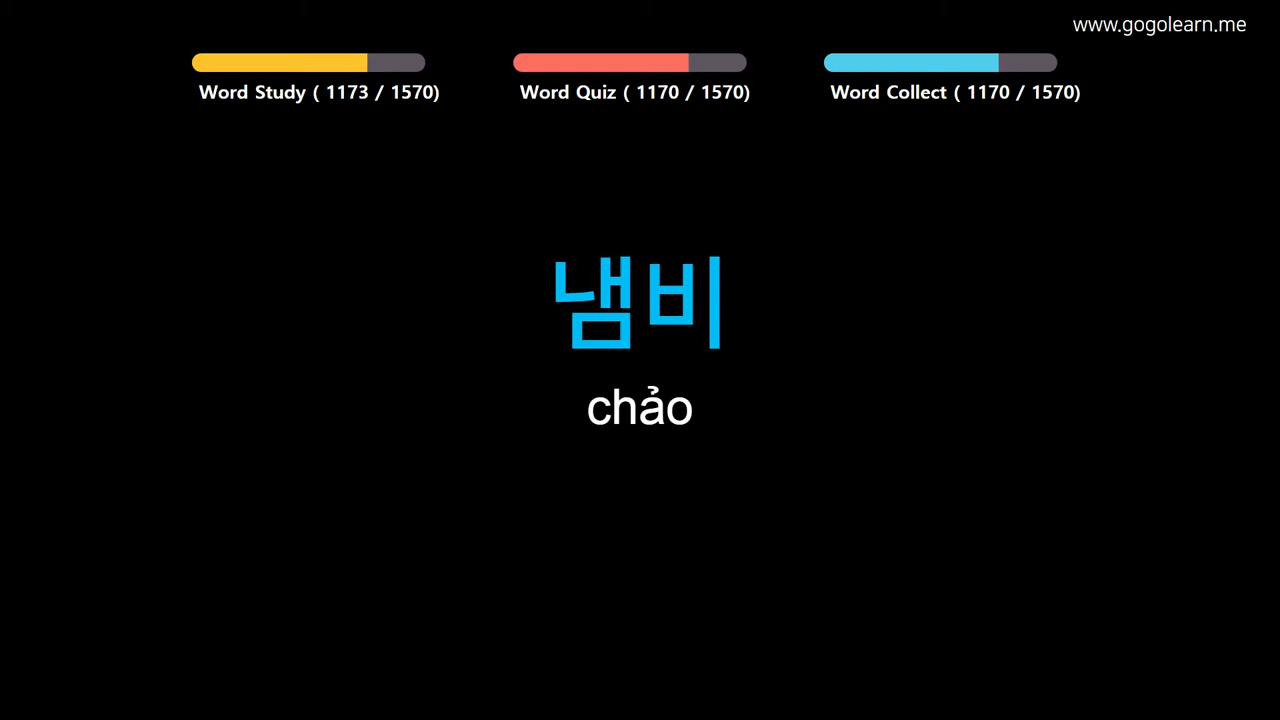 www.gogolearn.me
Word Study ( 1173 / 1570)
Word Quiz ( 1170 / 1570)
Word Collect ( 1170 / 1570)
냄비
chảo